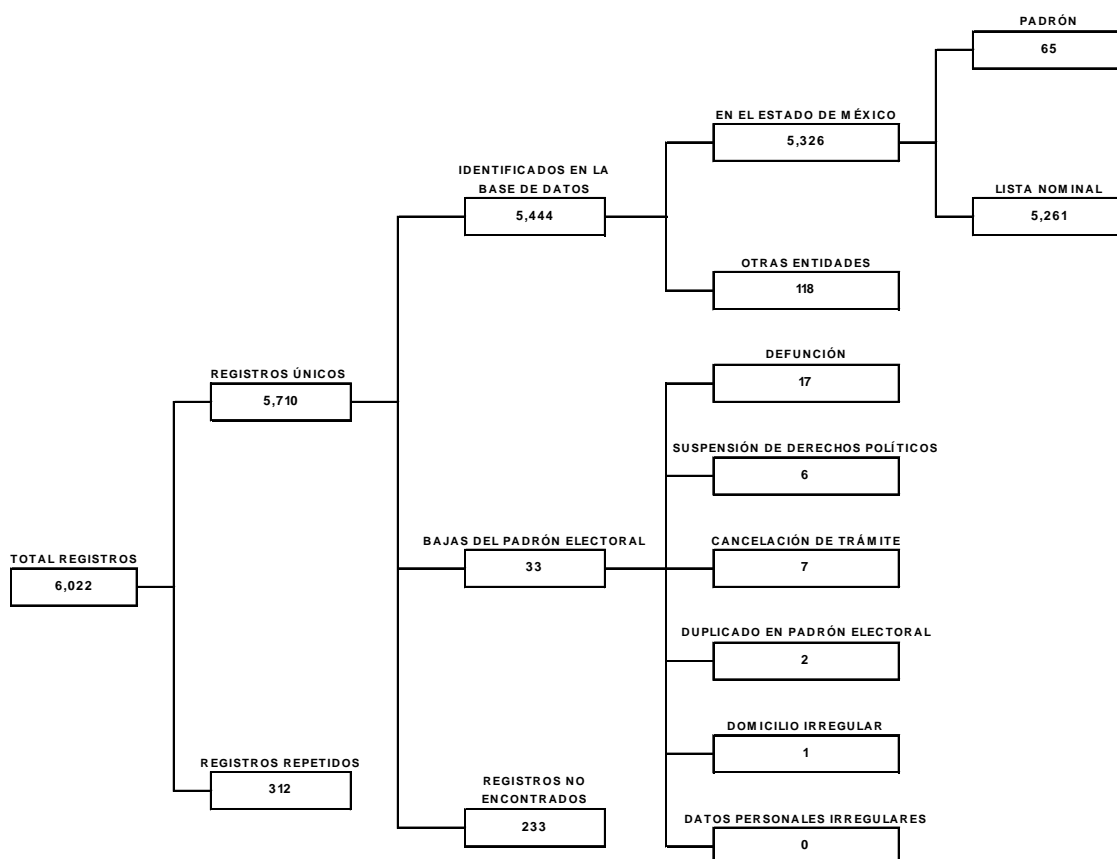 PADRÓN
65
EN EL ESTADO DE MÉXICO
5,326
IDENTIFICADOS EN LA
BASE DE DATOS
5,444
LISTA NOMINAL
5,261
OTRAS ENTIDADES
118
DEFUNCIÓN
17
REGISTROS ÚNICOS
5,710
SUSPENSIÓN DE DERECHOS POLÍTICOS
6
TOTAL REGISTROS
6,022
BAJAS DEL PADRÓN ELECTORAL
33
CANCELACIÓN DE TRÁMITE
7
DUPLICADO EN PADRÓN ELECTORAL
2
DOMICILIO IRREGULAR
1
REGISTROS REPETIDOS
312
REGISTROS NO
ENCONTRADOS
233
DATOS PERSONALES IRREGULARES
0